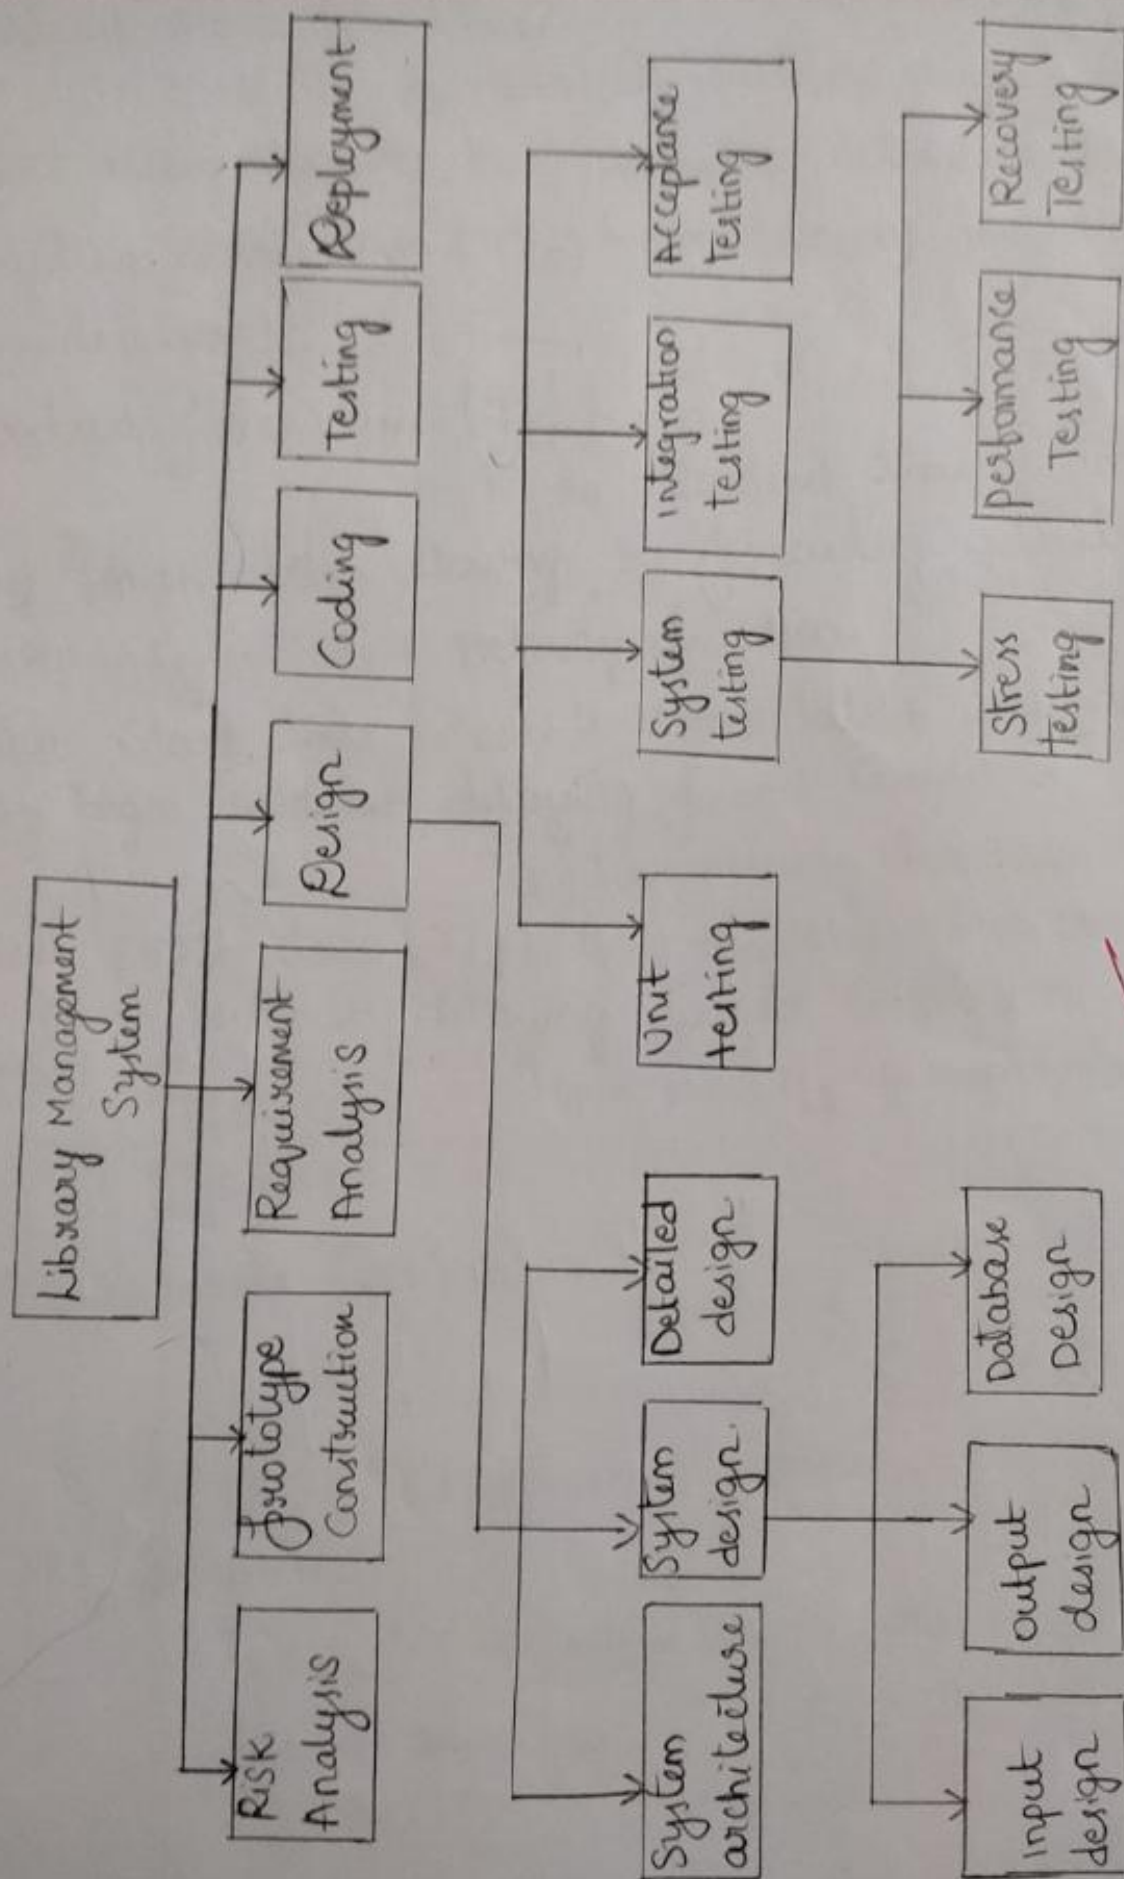 Library Management
System
Risk
Analysis
Prototype
Construction
Requirement
Analysis
Design
Coding
Testing
Deployment
System
architecture
System
design
Detailed
design
Unit
testing
System
testing
Integration
testing
Acceptance
Testing
Input
design
Output
design
Database
Design
Stress
testing
Performance
Testing
Recovery
Testing